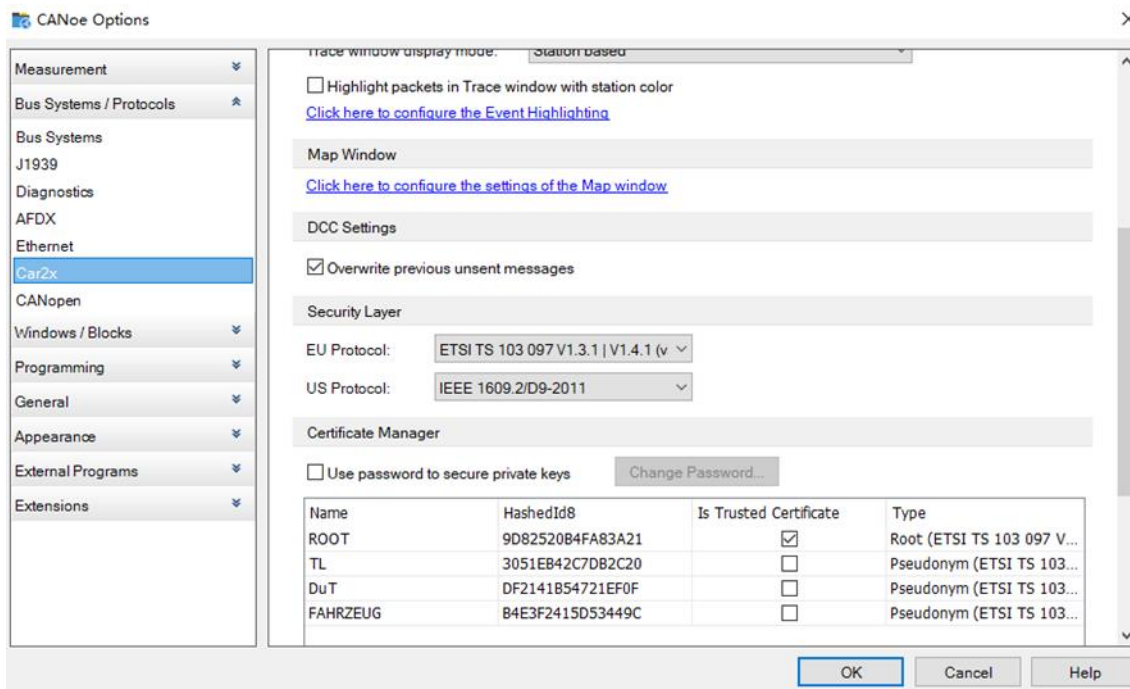 CANoe Options
Measurement
Bus Systems / Protocols
Bus Systems
J1939
Diagnostics
AFDX
Ethernet
Car2x
CANopen
Windows / Blocks
Programming
General
Appearance
External Programs
Extensions
Trace window display mode: Station based
Highlight packets in Trace window with station color
Click here to configure the Event Highlighting
Map Window
Click here to configure the settings of the Map window
DCC Settings
Overwrite previous unsent messages
Security Layer
EU Protocol: ETSI TS 103 097 V1.3.1 | V1.4.1 (v
US Protocol: IEEE 1609.2/D9-2011
Certificate Manager
Use password to secure private keys Change Password...
Name HashedId8 Is Trusted Certificate Type
ROOT 9D82520B4FA83A21 Root (ETSI TS 103 097 V...
TL 3051EB42C7DB2C20 Pseudonym (ETSI TS 103...
DuT DF2141B54721EF0F Pseudonym (ETSI TS 103...
FAHRZEUG B4E3F2415D53449C Pseudonym (ETSI TS 103...
OK Cancel Help